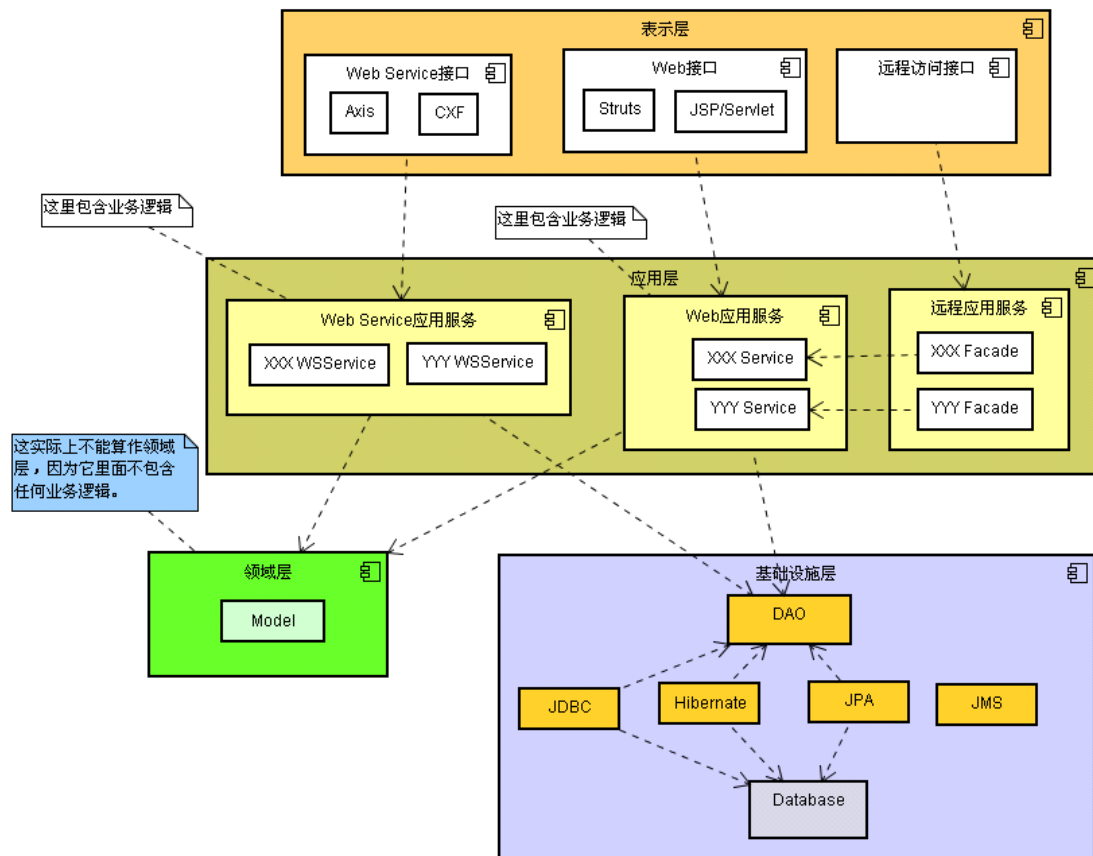 表示层
Web Service接口
Axis
CXF
Web接口
Struts
JSP/Servlet
远程访问接口
这里包含业务逻辑
这里包含业务逻辑
应用层
Web Service应用服务
XXX WSService
YYY WSService
Web应用服务
XXX Service
YYY Service
远程应用服务
XXX Facade
YYY Facade
这实际上不能算作领域
层，因为它里面不包含
任何业务逻辑。
领域层
Model
基础设施层
DAO
JDBC
Hibernate
JPA
JMS
Database